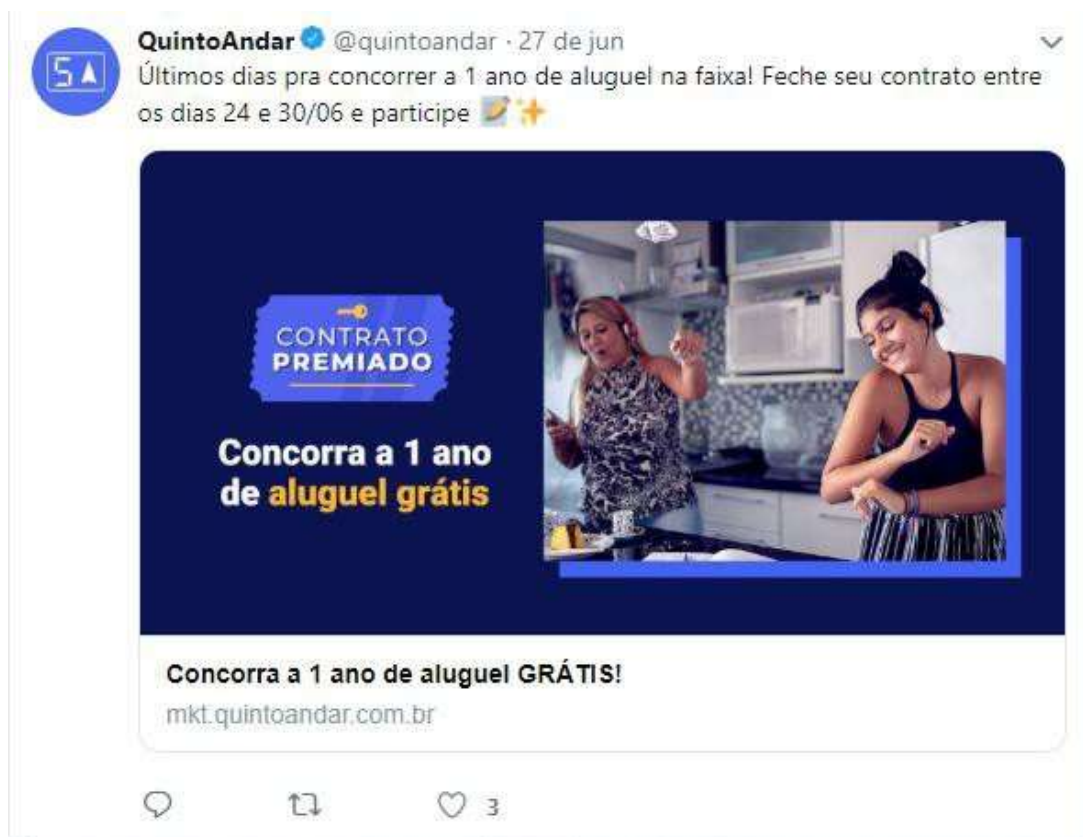 QuintoAndar @quintoandar · 27 de jun
Últimos dias pra concorrer a 1 ano de aluguel na faixa! Feche seu contrato entre
os dias 24 e 30/06 e participe
5
CONTRATO
PREMIADO
Concorra a 1 ano
de aluguel grátis
Concorra a 1 ano de aluguel GRÁTIS!
mkt.quintoandar.com.br
3